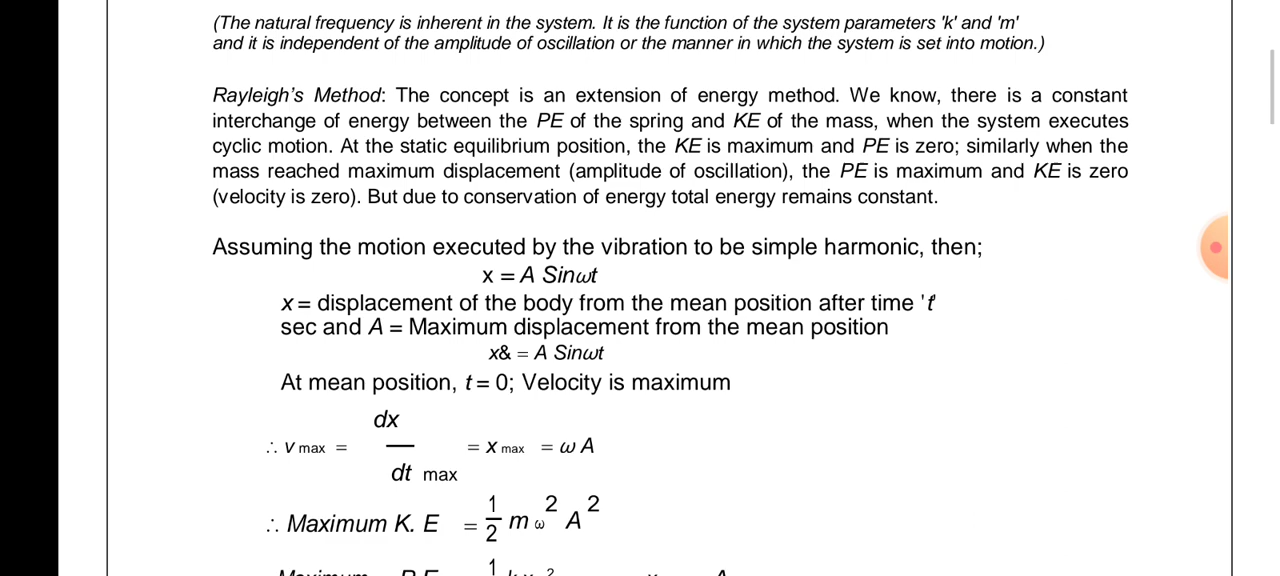 (The natural frequency is inherent in the system. It is the function of the system parameters 'k' and 'm'
and it is independent of the amplitude of oscillation or the manner in which the system is set into motion.)
Rayleigh's Method: The concept is an extension of energy method. We know, there is a constant
interchange of energy between the PE of the spring and KE of the mass, when the system executes
cyclic motion. At the static equilibrium position, the KE is maximum and PE is zero; similarly when the
mass reached maximum displacement (amplitude of oscillation), the PE is maximum and KE is zero
(velocity is zero). But due to conservation of energy total energy remains constant.
Assuming the motion executed by the vibration to be simple harmonic, then;
x = A Sinωt
x = displacement of the body from the mean position after time 't'
sec and A = Maximum displacement from the mean position
x& = A Sinωt
At mean position, t = 0; Velocity is maximum
dx
∴ v max = — = x max = ω A
dt max
∴ Maximum K. E = 1/2 m ω 2 A 2